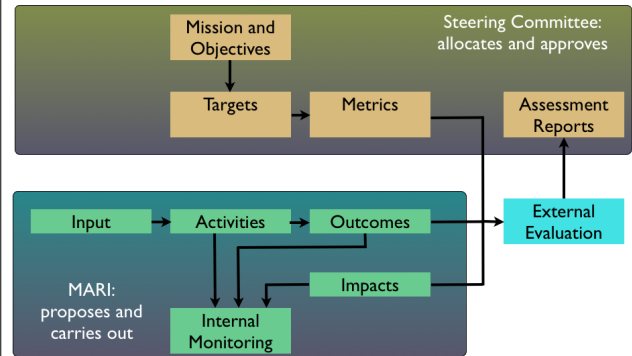 Mission and
Objectives
Steering Committee:
allocates and approves
Targets
Metrics
Assessment
Reports
Input
Activities
Outcomes
External
Evaluation
Impacts
MARI:
proposes and
carries out
Internal
Monitoring